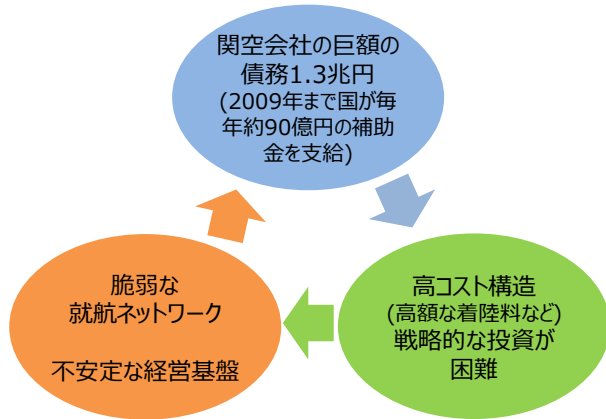 関空会社の巨額の
債務1.3兆円
(2009年まで国が毎
年約90億円の補助
金を支給)
高コスト構造
(高額な着陸料など)
戦略的な投資が
困難
脆弱な
就航ネットワーク
不安定な経営基盤